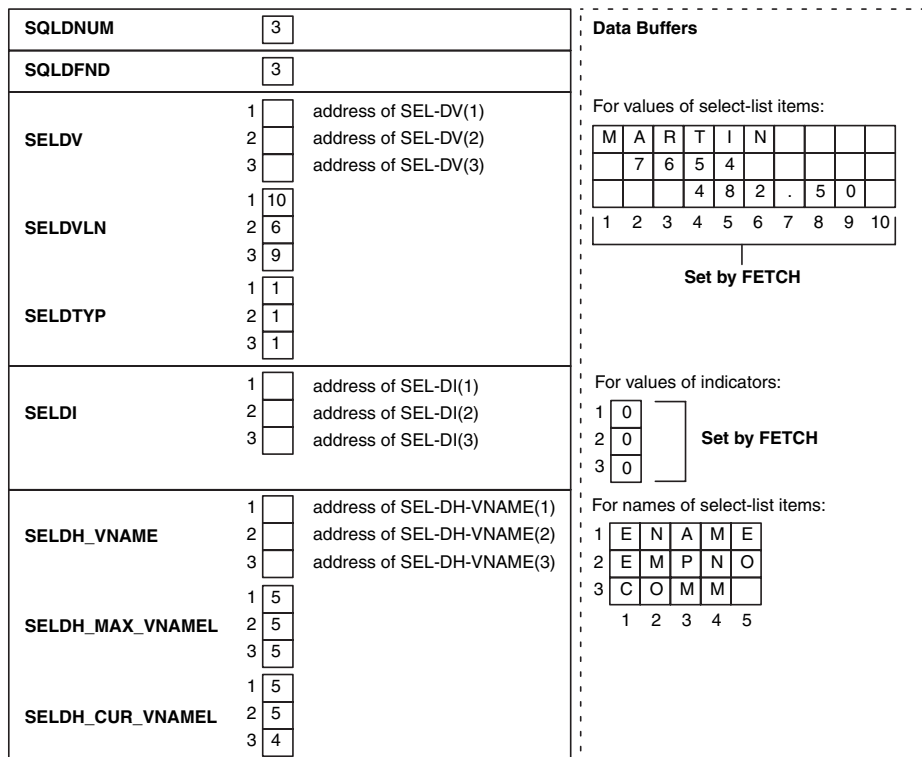 SQLDNUM 3
SQLDFND 3
SELDV
1 address of SEL-DV(1)
2 address of SEL-DV(2)
3 address of SEL-DV(3)
SELDVLN
1 10
2 6
3 9
SELDTYP
1 1
2 1
3 1
SELDI
1 address of SEL-DI(1)
2 address of SEL-DI(2)
3 address of SEL-DI(3)
SELDH_VNAME
1 address of SEL-DH-VNAME(1)
2 address of SEL-DH-VNAME(2)
3 address of SEL-DH-VNAME(3)
SELDH_MAX_VNAMEL
1 5
2 5
3 5
SELDH_CUR_VNAMEL
1 5
2 5
3 4
Data Buffers
For values of select-list items:
M A R T I N
7 6 5 4
4 8 2 . 5 0
1 2 3 4 5 6 7 8 9 10
Set by FETCH
For values of indicators:
1 0
2 0
3 0
Set by FETCH
For names of select-list items:
1 E N A M E
2 E M P N O
3 C O M M
1 2 3 4 5